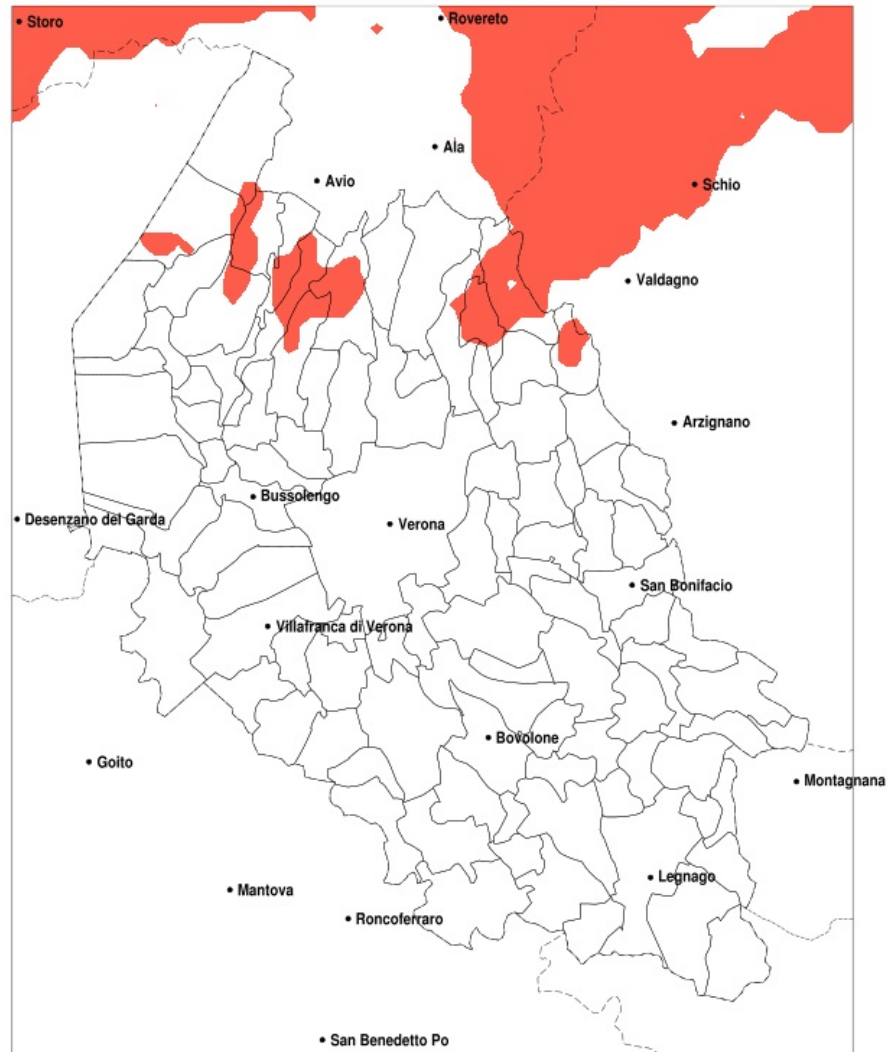 Storo
Rovereto
Ala
Avio
Schio
Valdagno
Arzignano
Bussolengo
Desenzano del Garda
Verona
San Bonifacio
Villafranca di Verona
Bovolone
Goito
Montagnana
Legnago
Mantova
Roncoferraro
San Benedetto Po